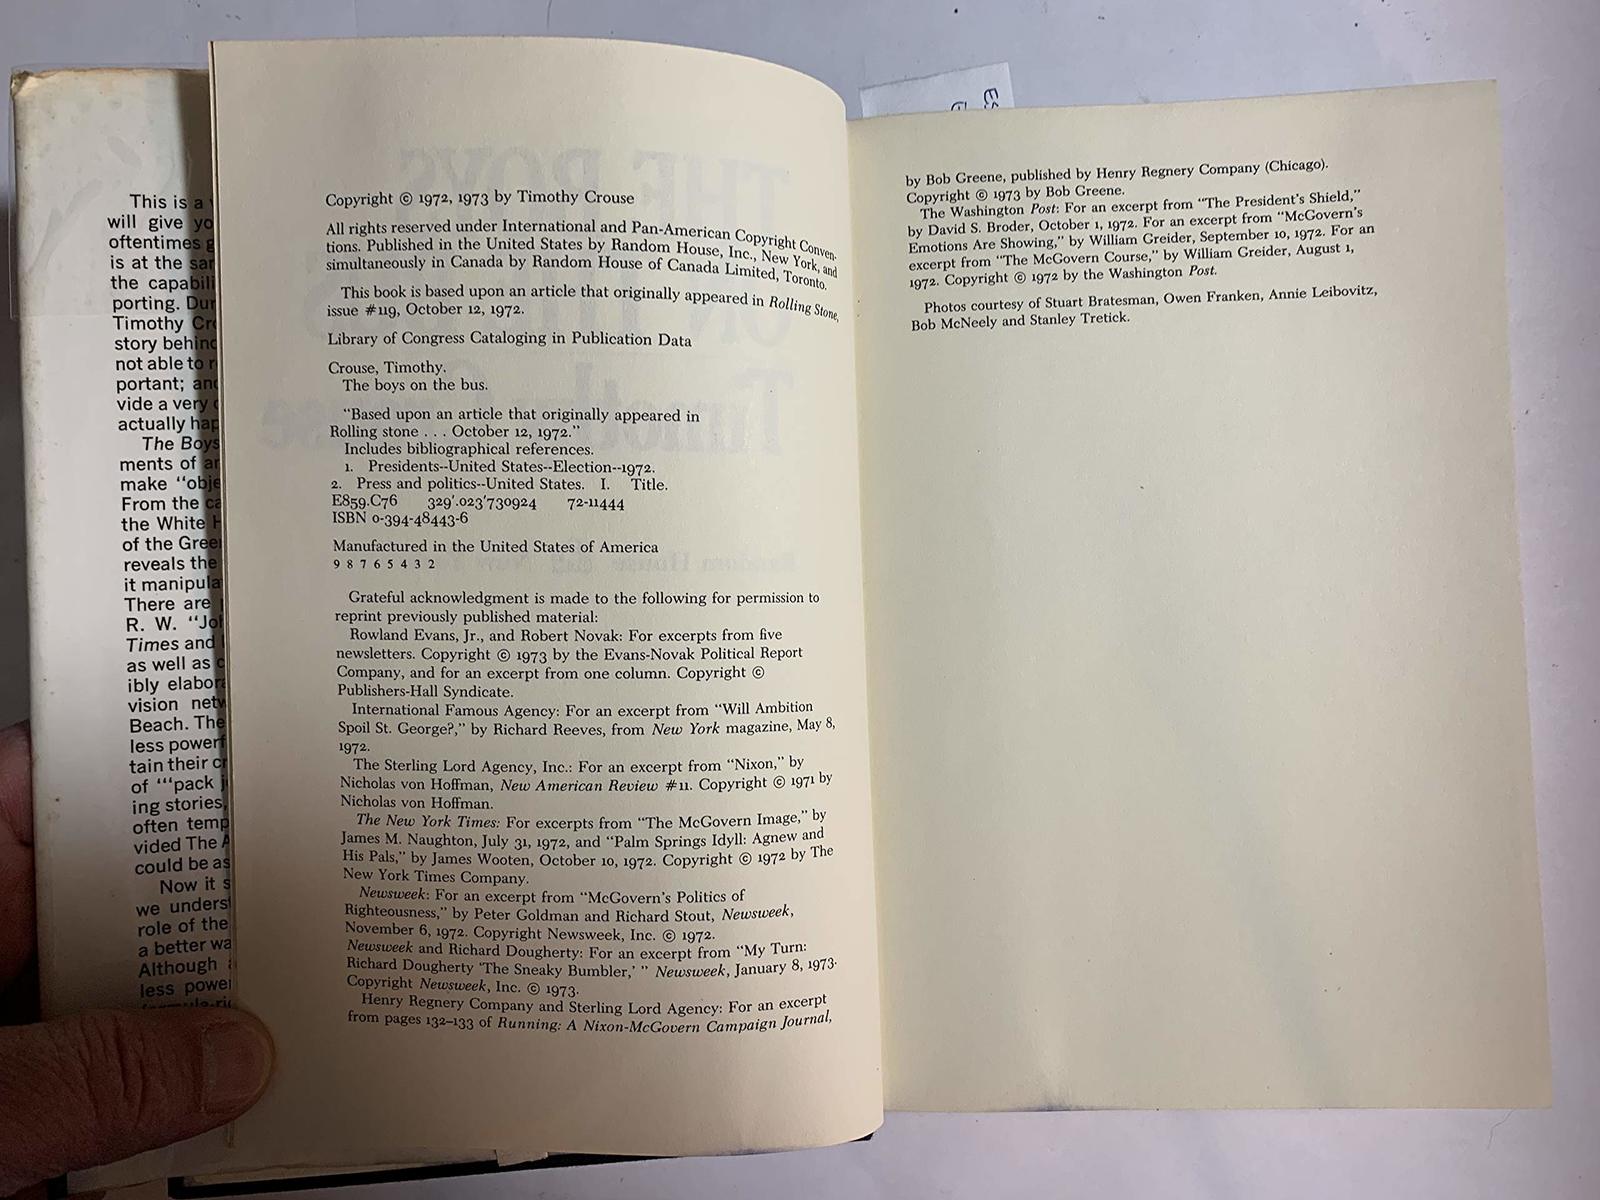 This is a
will give yo
oftentimes
is at the
the capabili
porting. Dur
Timothy Cr
story behind
not able to
portant; and
vide a very
actually hap
The Boys
ments of
make "obje
From the
the White
of the Gree
reveals the
it manipula
There are
R. W. "Joh
Times and
as well as
ibly elabor
vision net
Beach. The
less powerf
tain their cr
of "'pack
ing stories,
often temp
vided The A
could be as
Now it s
we underst
role of the
a better wa
Although
less power
Copyright © 1972, 1973 by Timothy Crouse
All rights reserved under International and Pan-American Copyright Conven-
tions. Published in the United States by Random House, Inc., New York, and
simultaneously in Canada by Random House of Canada Limited, Toronto.
This book is based upon an article that originally appeared in Rolling Stone,
issue #119, October 12, 1972.
Library of Congress Cataloging in Publication Data
Crouse, Timothy.
The boys on the bus.
"Based upon an article that originally appeared in
Rolling stone . . . October 12, 1972."
Includes bibliographical references.
1. Presidents--United States--Election--1972.
2. Press and politics--United States. I. Title.
E859.C76 329'.023'730924 72-11444
ISBN 0-394-48443-6
Manufactured in the United States of America
9 8 7 6 5 4 3 2
Grateful acknowledgment is made to the following for permission to
reprint previously published material:
Rowland Evans, Jr., and Robert Novak: For excerpts from five
newsletters. Copyright © 1973 by the Evans-Novak Political Report
Company, and for an excerpt from one column. Copyright ©
Publishers-Hall Syndicate.
International Famous Agency: For an excerpt from "Will Ambition
Spoil St. George?," by Richard Reeves, from New York magazine, May 8,
1972.
The Sterling Lord Agency, Inc.: For an excerpt from "Nixon," by
Nicholas von Hoffman, New American Review #11. Copyright © 1971 by
Nicholas von Hoffman.
The New York Times: For excerpts from "The McGovern Image," by
James M. Naughton, July 31, 1972, and "Palm Springs Idyll: Agnew and
His Pals," by James Wooten, October 10, 1972. Copyright © 1972 by The
New York Times Company.
Newsweek: For an excerpt from "McGovern's Politics of
Righteousness," by Peter Goldman and Richard Stout, Newsweek,
November 6, 1972. Copyright Newsweek, Inc. © 1972.
Newsweek and Richard Dougherty: For an excerpt from "My Turn:
Richard Dougherty 'The Sneaky Bumbler,' " Newsweek, January 8, 1973.
Copyright Newsweek, Inc. © 1973.
Henry Regnery Company and Sterling Lord Agency: For an excerpt
from pages 132–133 of Running: A Nixon-McGovern Campaign Journal,
by Bob Greene, published by Henry Regnery Company (Chicago).
Copyright © 1973 by Bob Greene.
The Washington Post: For an excerpt from "The President's Shield,"
by David S. Broder, October 1, 1972. For an excerpt from "McGovern's
Emotions Are Showing," by William Greider, September 10, 1972. For an
excerpt from "The McGovern Course," by William Greider, August 1,
1972. Copyright © 1972 by the Washington Post.
Photos courtesy of Stuart Bratesman, Owen Franken, Annie Leibovitz,
Bob McNeely and Stanley Tretick.